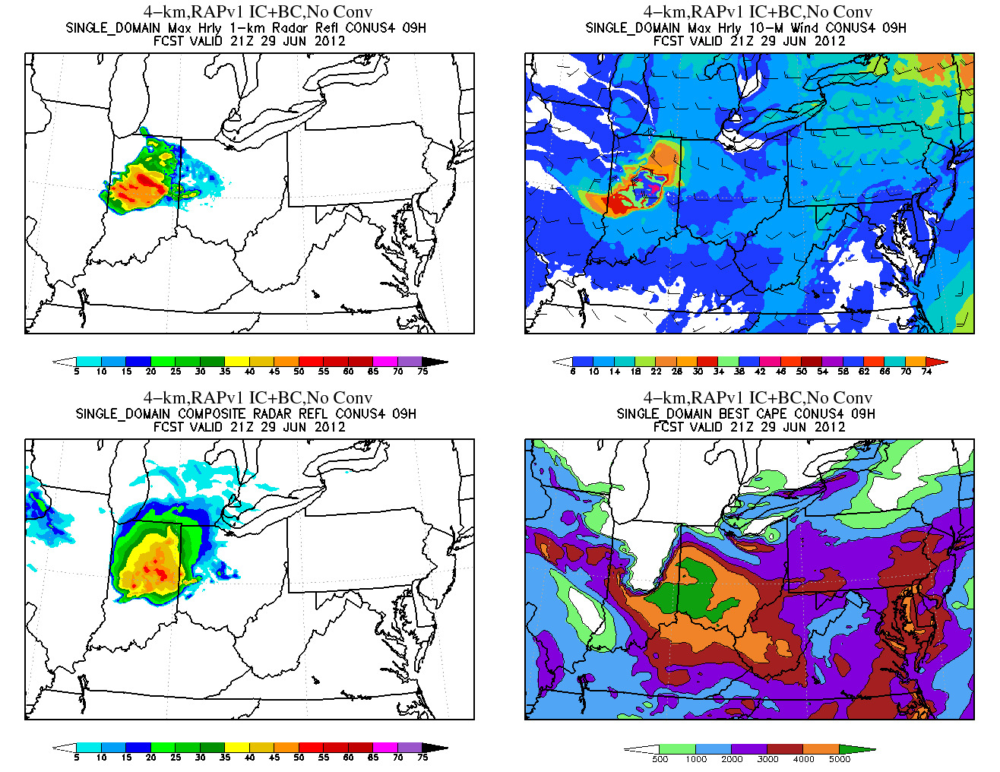 4−km,RAPv1 IC+BC,No Conv
SINGLE_DOMAIN Max Hrly 1−km Radar Refl CONUS4 09H
FCST VALID 21Z 29 JUN 2012
5 10 15 20 25 30 35 40 45 50 55 60 65 70 75
4−km,RAPv1 IC+BC,No Conv
SINGLE_DOMAIN Max Hrly 10−M Wind CONUS4 09H
FCST VALID 21Z 29 JUN 2012
6 10 14 18 22 26 30 34 38 42 46 50 54 58 62 66 70 74
4−km,RAPv1 IC+BC,No Conv
SINGLE_DOMAIN COMPOSITE RADAR REFL CONUS4 09H
FCST VALID 21Z 29 JUN 2012
5 10 15 20 25 30 35 40 45 50 55 60 65 70 75
4−km,RAPv1 IC+BC,No Conv
SINGLE_DOMAIN BEST CAPE CONUS4 09H
FCST VALID 21Z 29 JUN 2012
500 1000 2000 3000 4000 5000